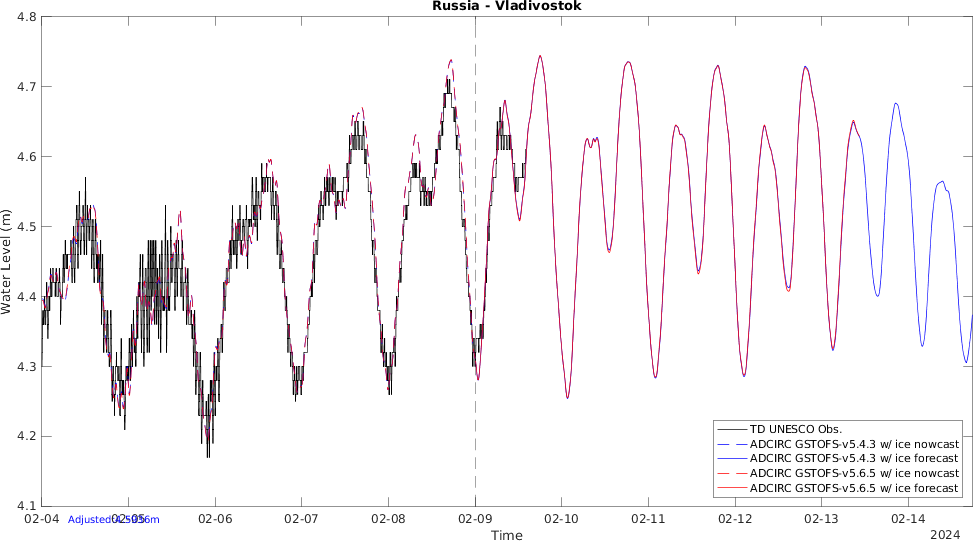 Russia - Vladivostok
4.8
4.7
4.6
4.5
4.4
4.3
4.2
4.1
Water Level (m)
TD UNESCO Obs.
ADCIRC GSTOFS-v5.4.3 w/ ice nowcast
ADCIRC GSTOFS-v5.4.3 w/ ice forecast
ADCIRC GSTOFS-v5.6.5 w/ ice nowcast
ADCIRC GSTOFS-v5.6.5 w/ ice forecast
02-04 02-05 02-06 02-07 02-08 02-09 02-10 02-11 02-12 02-13 02-14
Adjusted:
Time
2024